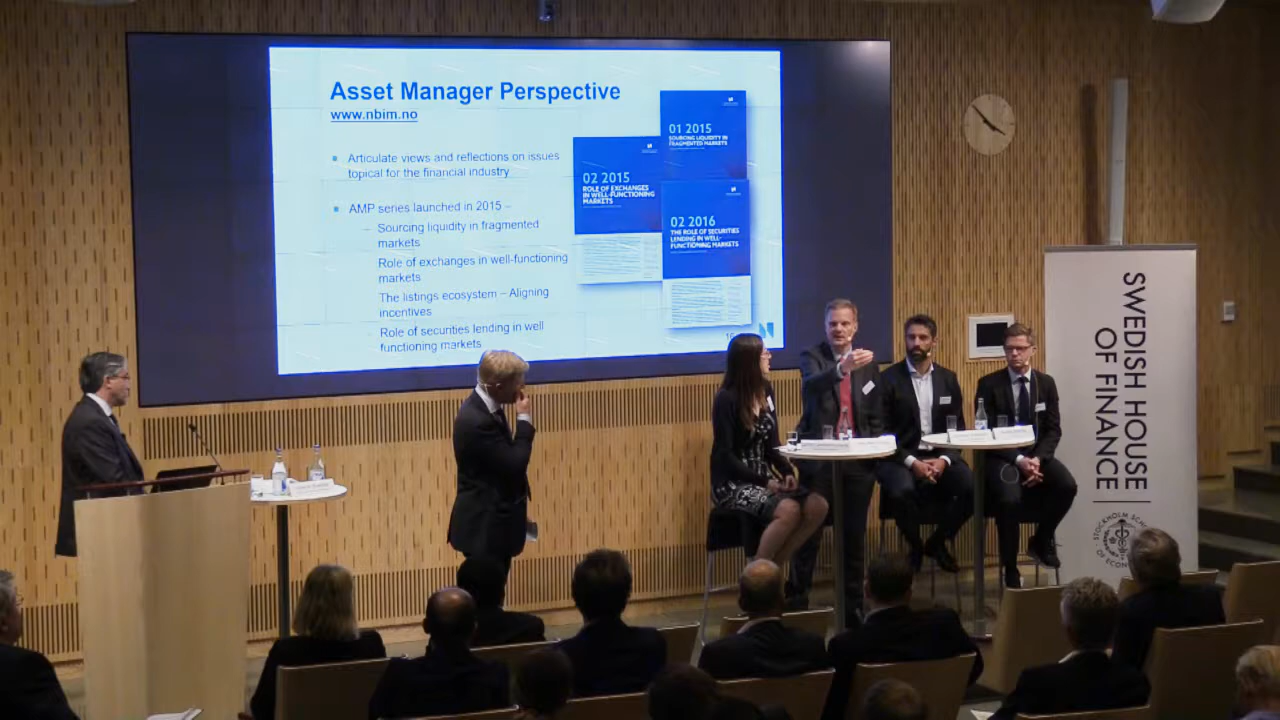 Asset Manager Perspective
www.nbim.no
Articulate views and reflections on issues
topical for the financial industry
AMP series launched in 2015 –
Sourcing liquidity in fragmented
markets
Role of exchanges in well-functioning
markets
The listings ecosystem – Aligning
incentives
Role of securities lending in well
functioning markets
01 2015
SOURCING LIQUIDITY IN
FRAGMENTED MARKETS
02 2015
ROLE OF EXCHANGES
IN WELL-FUNCTIONING
MARKETS
02 2016
THE ROLE OF SECURITIES
LENDING IN WELL-
FUNCTIONING MARKETS
SWEDISH HOUSE
OF FINANCE